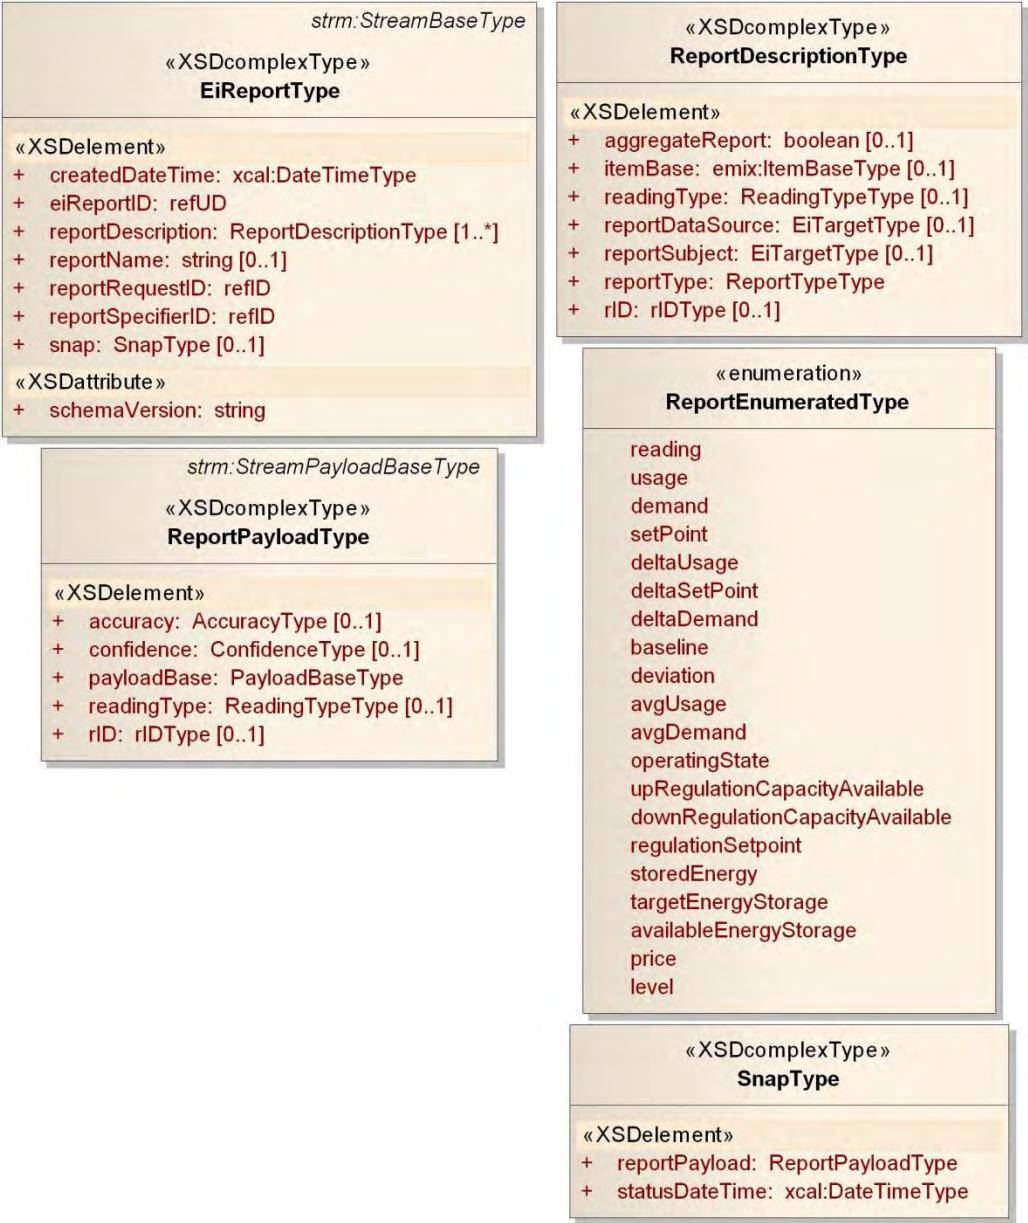 strm:StreamBaseType
«XSDcomplexType»
EiReportType
«XSDelement»
+ createdDateTime: xcal:DateTimeType
+ eiReportID: refUD
+ reportDescription: ReportDescriptionType [1..*]
+ reportName: string [0..1]
+ reportRequestID: refID
+ reportSpecifierID: refID
+ snap: SnapType [0..1]
«XSDattribute»
+ schemaVersion: string
«XSDcomplexType»
ReportDescriptionType
«XSDelement»
+ aggregateReport: boolean [0..1]
+ itemBase: emix:ItemBaseType [0..1]
+ readingType: ReadingTypeType [0..1]
+ reportDataSource: EiTargetType [0..1]
+ reportSubject: EiTargetType [0..1]
+ reportType: ReportTypeType
+ rID: rIDType [0..1]
strm:StreamPayloadBaseType
«XSDcomplexType»
ReportPayloadType
«XSDelement»
+ accuracy: AccuracyType [0..1]
+ confidence: ConfidenceType [0..1]
+ payloadBase: PayloadBaseType
+ readingType: ReadingTypeType [0..1]
+ rID: rIDType [0..1]
«enumeration»
ReportEnumeratedType
reading
usage
demand
setPoint
deltaUsage
deltaSetPoint
deltaDemand
baseline
deviation
avgUsage
avgDemand
operatingState
upRegulationCapacityAvailable
downRegulationCapacityAvailable
regulationSetpoint
storedEnergy
targetEnergyStorage
availableEnergyStorage
price
level
«XSDcomplexType»
SnapType
«XSDelement»
+ reportPayload: ReportPayloadType
+ statusDateTime: xcal:DateTimeType